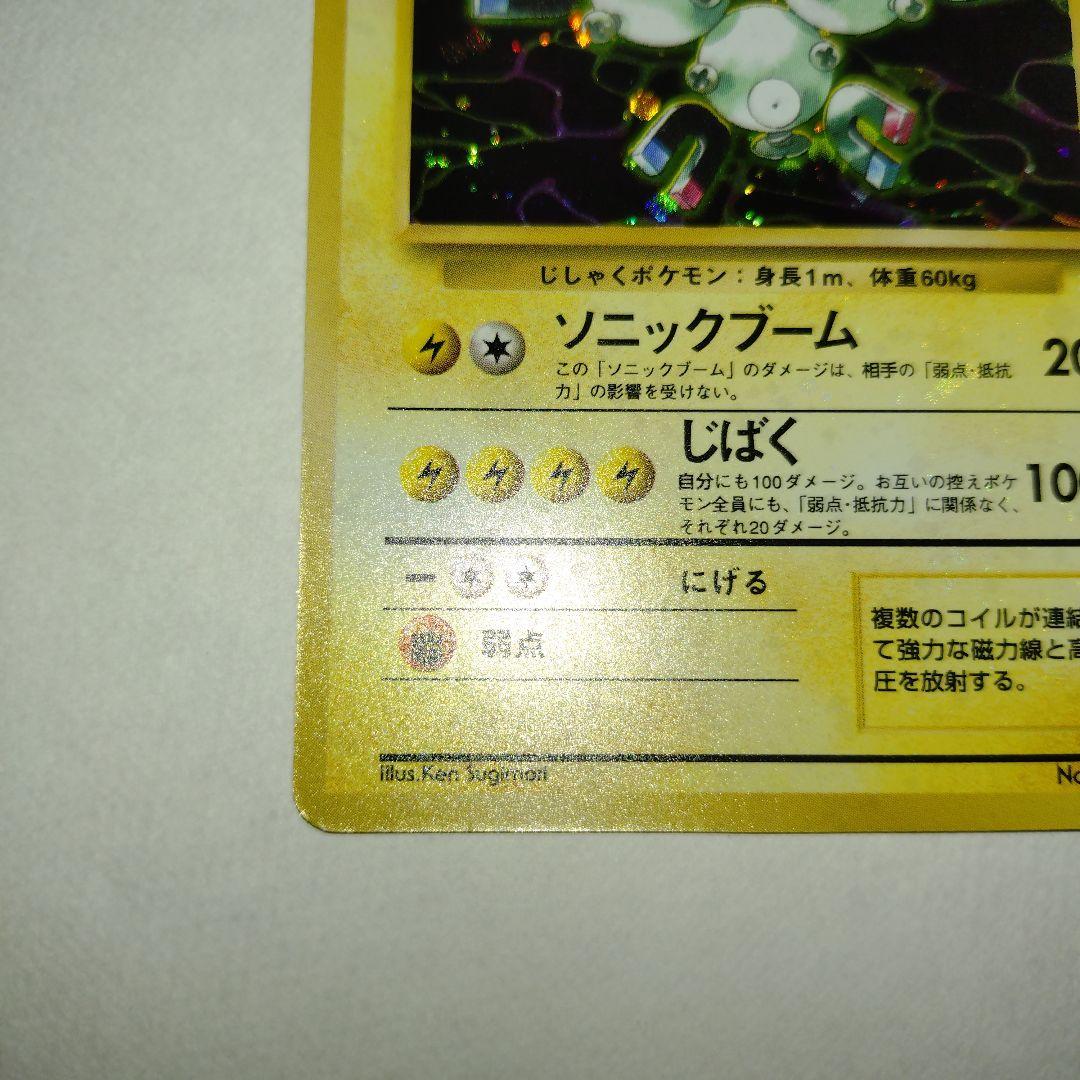 じしゃくポケモン：身長1m、体重60kg
ソニックブーム 20
この「ソニックブーム」のダメージは、相手の「弱点・抵抗
力」の影響を受けない。
じばく 100
自分にも100ダメージ。お互いの控えポケ
モン全員にも、「弱点・抵抗力」に関係なく、
それぞれ20ダメージ。
にげる
弱点
複数のコイルが連結
て強力な磁力線と高
圧を放射する。
Illus.Ken Sugimori
No